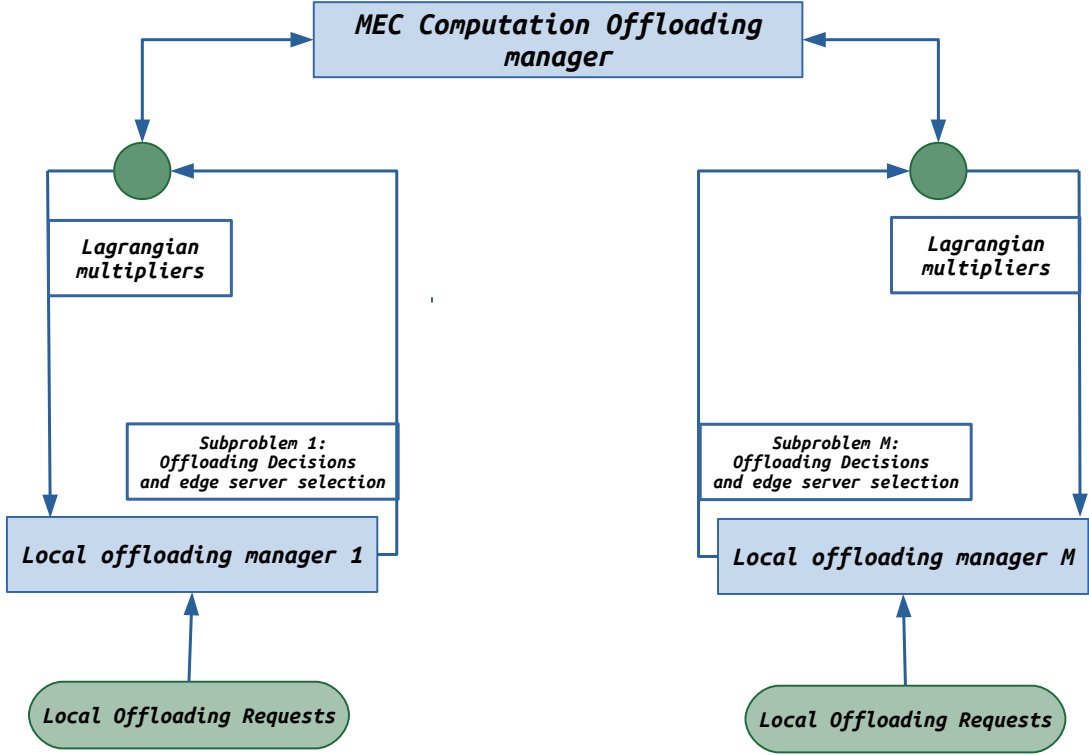 MEC Computation Offloading
manager
Lagrangian
multipliers
Lagrangian
multipliers
Subproblem 1:
Offloading Decisions
and edge server selection
Subproblem M:
Offloading Decisions
and edge server selection
Local offloading manager 1
Local offloading manager M
Local Offloading Requests
Local Offloading Requests